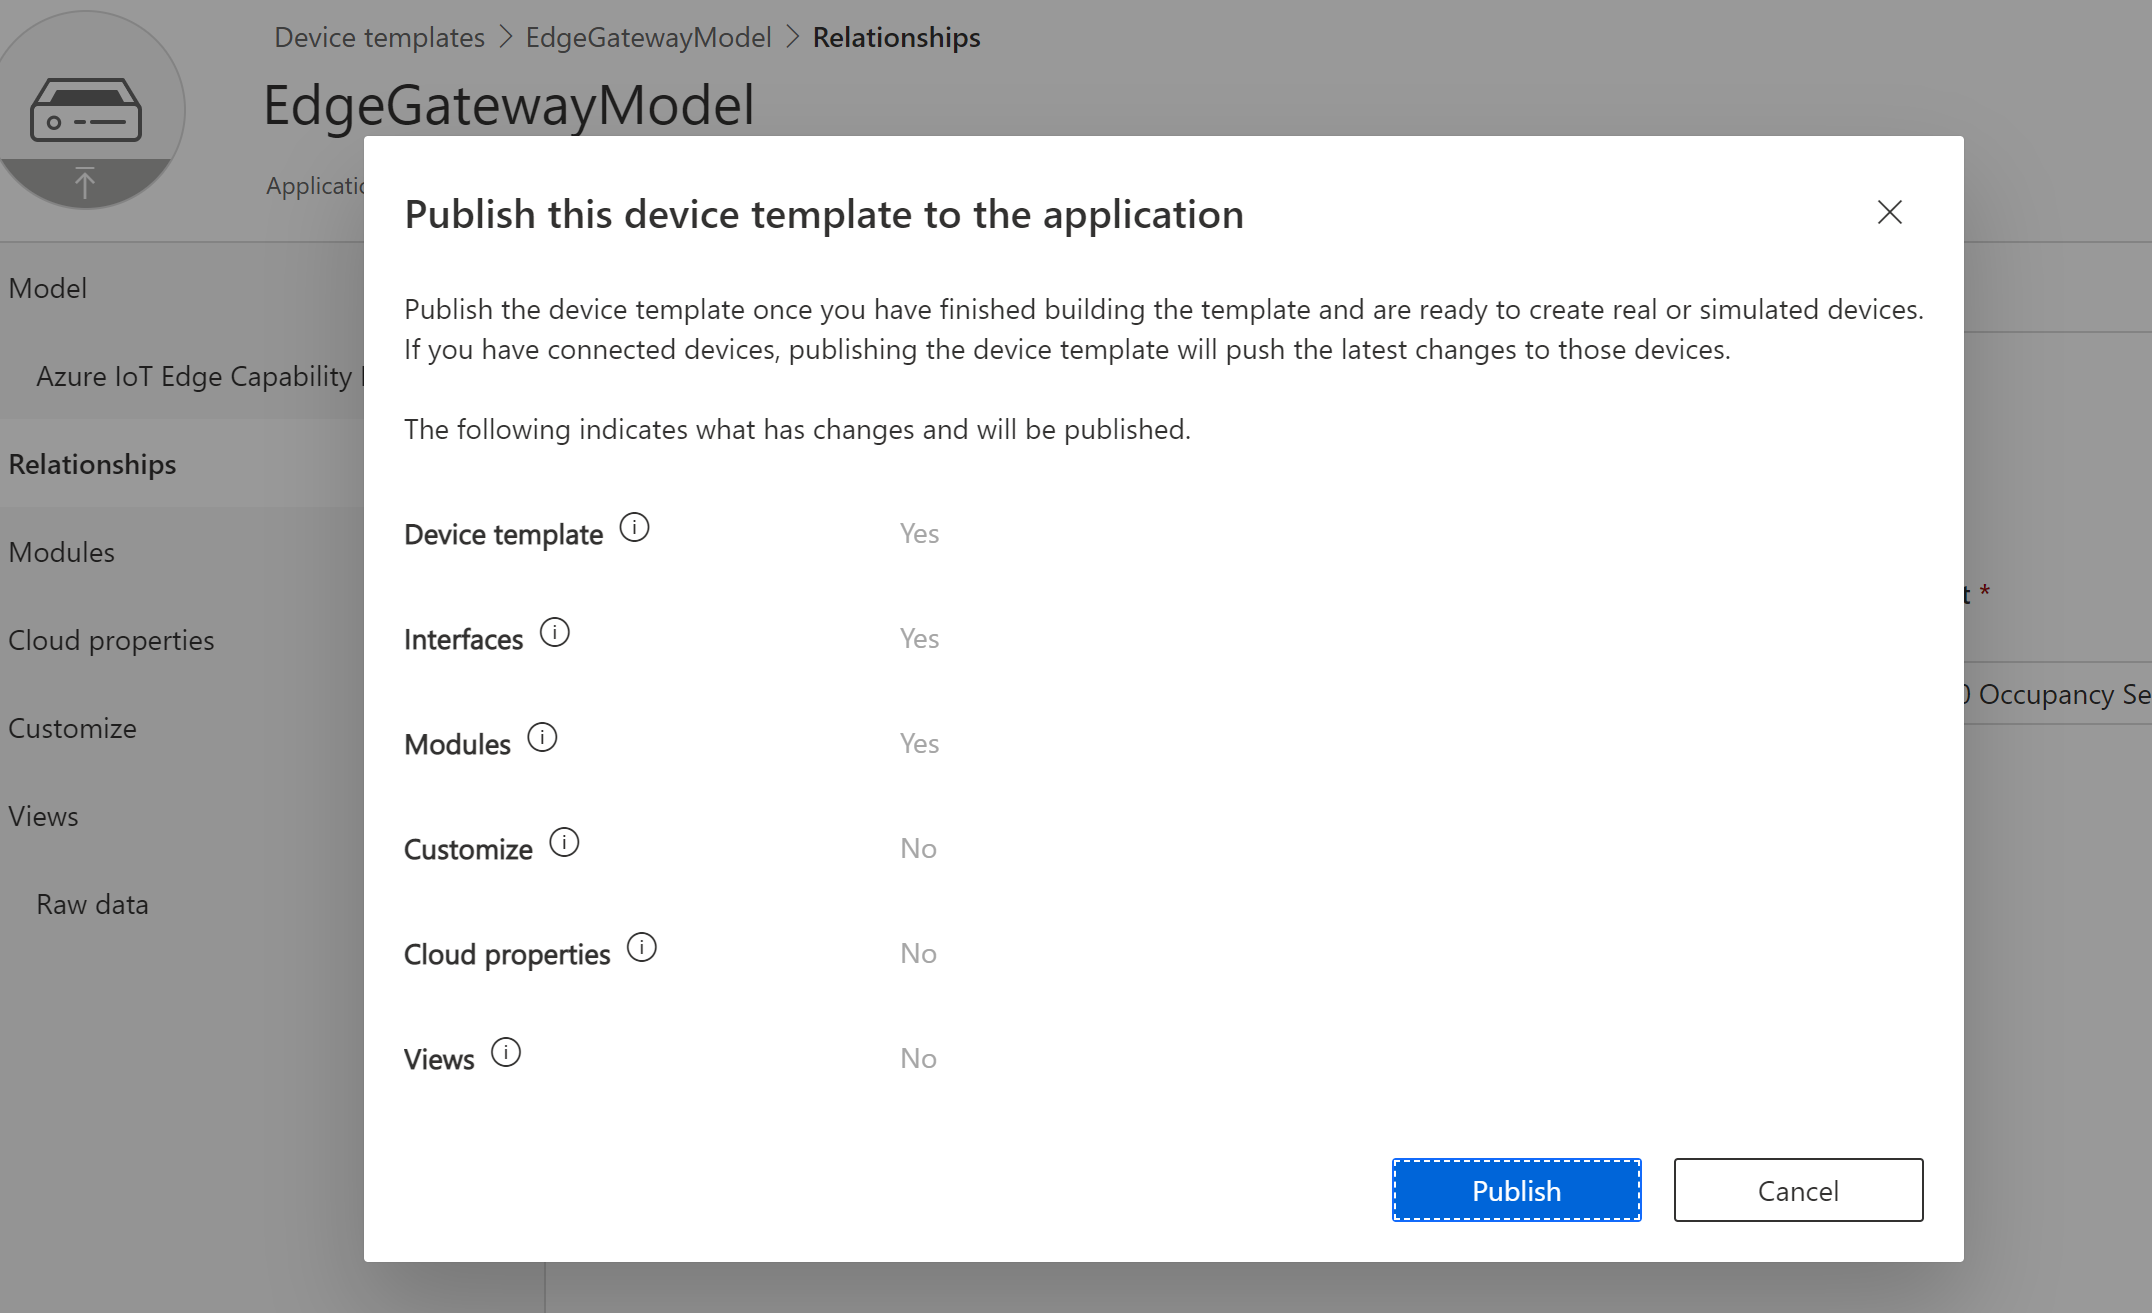 Device templates > EdgeGatewayModel > Relationships
EdgeGatewayModel
Publish this device template to the application
Model
Azure IoT Edge Capability
Relationships
Modules
Cloud properties
Customize
Views
Raw data
Publish the device template once you have finished building the template and are ready to create real or simulated devices.
If you have connected devices, publishing the device template will push the latest changes to those devices.
The following indicates what has changes and will be published.
Device template Yes
Interfaces Yes
Modules Yes
Customize No
Cloud properties No
Views No
Publish Cancel
t *
Occupancy